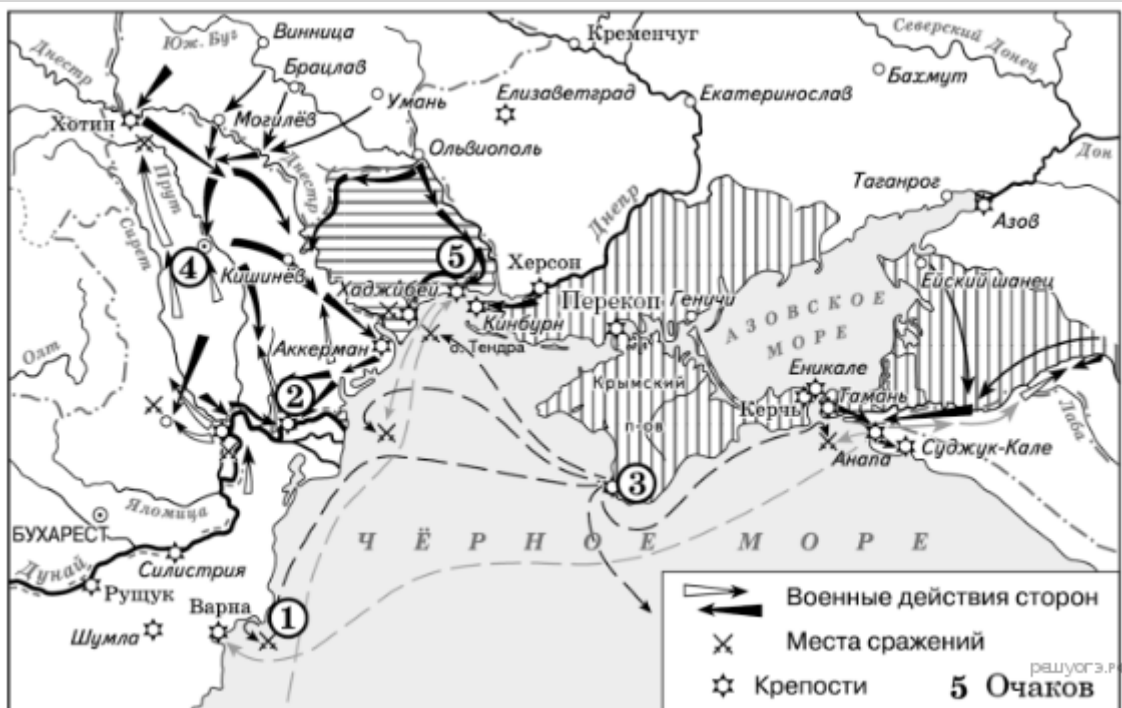 Винница
Юж. Буг
Кременчуг
Северский Донец
Днестр
Брацлав
Бахмут
Умань
Елизаветград
Екатеринослав
Хотин
Могилёв
Ольвиополь
Дон
Прут
Днестр
Днепр
Таганрог
Азов
Сирет
4
5
Кишинёв
Херсон
Ейский шанец
Хаджибей
Перекоп
Геничи
АЗОВСКОЕ
МОРЕ
Кинбурн
Олт
Аккерман
о. Тендра
Еникале
Крымский
п-ов
2
Керчь
Тамань
Лаба
Анапа
Суджук-Кале
3
Яломица
БУХАРЕСТ
ЧЁРНОЕ МОРЕ
Дунай
Силистрия
Рущук
Варна
1
Шумла
Военные действия сторон
Места сражений
Крепости
5 Очаков
решуогэ.рф